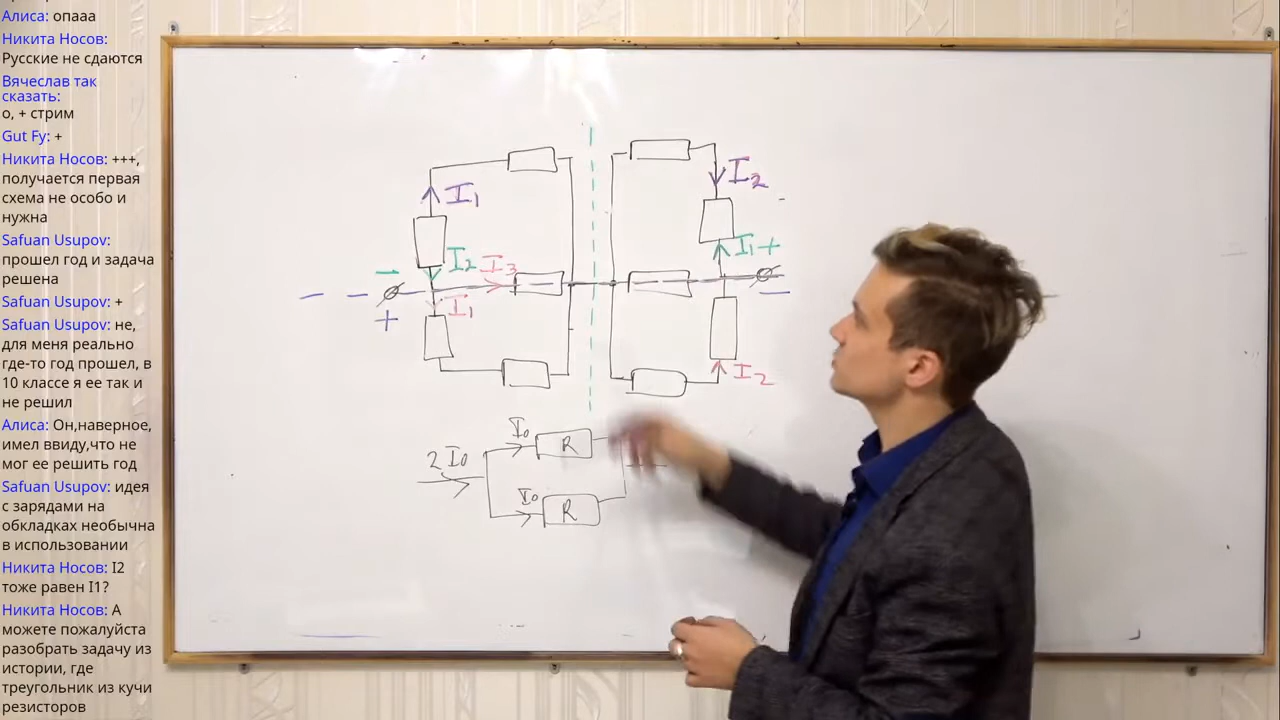 Алиса: опааа
Никита Носов:
Русские не сдаются
Вячеслав так
сказать:
о, + стрим
Gut Fy: +
Никита Носов: +++,
получается первая
схема не особо и
нужна
Safuan Usupov:
прошел год и задача
решена
Safuan Usupov: +
Safuan Usupov: не,
для меня реально
где-то год прошел, в
10 классе я ее так и
не решил
Алиса: Он,наверное,
имел ввиду,что не
мог ее решить год
Safuan Usupov: идея
с зарядами на
обкладках необычна
в использовании
Никита Носов: I2
тоже равен I1?
Никита Носов: А
можете пожалуйста
разобрать задачу из
истории, где
треугольник из кучи
резисторов
I₁
I₂
I₂ I₃
I₁ +
− +
−
I₁
I₂
2I₀
I₀ R
I₀ R